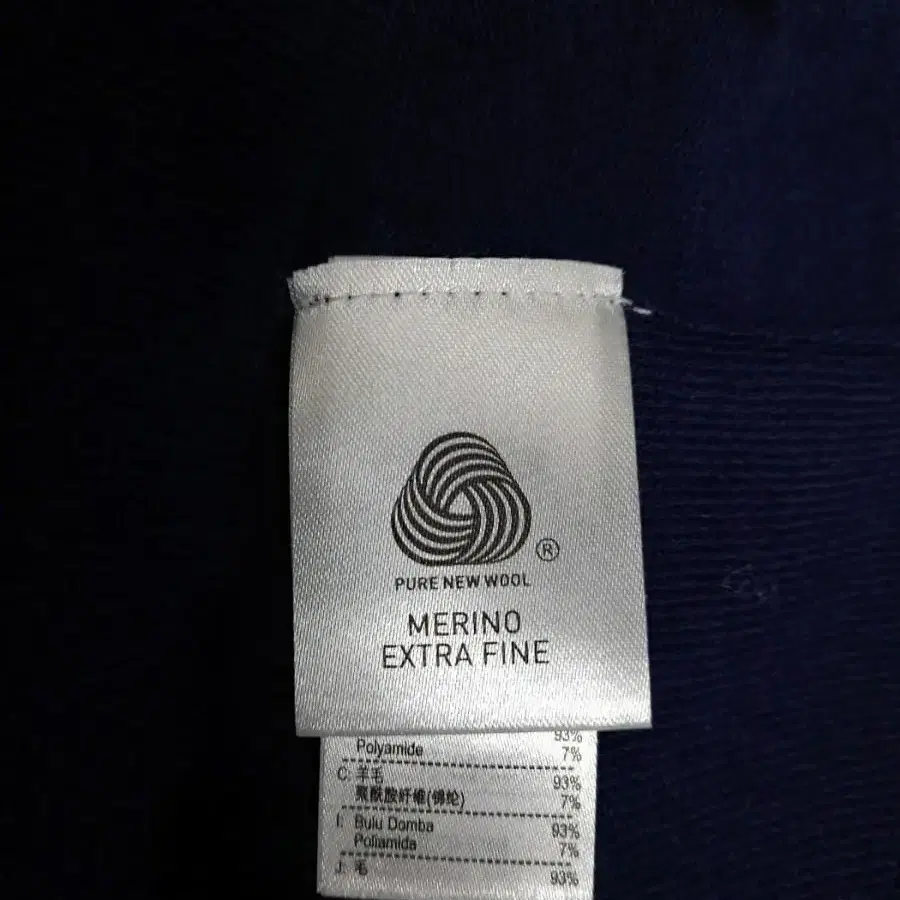 ®
PURE NEW WOOL
MERINO
EXTRA FINE
93%
Polyamide 7%
C: 羊毛 93%
聚酰胺纤维(锦纶) 7%
I: Bulu Domba 93%
Poliamida 7%
J: 毛 93%